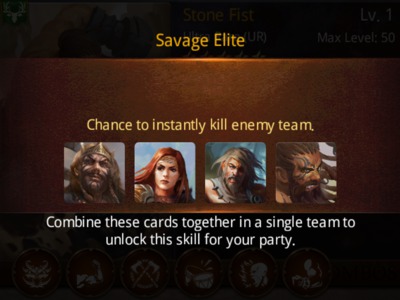 Stone Fist Lv. 1
(UR) Max Level: 50
Savage Elite
Chance to instantly kill enemy team.
Combine these cards together in a single team to
unlock this skill for your party.